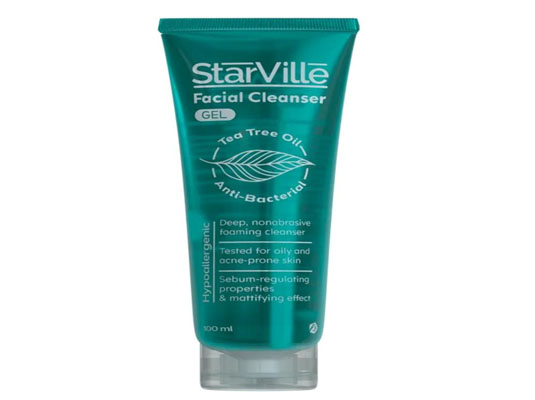 StarVille
Facial Cleanser
GEL
Tea Tree Oil
Anti-Bacterial
Hypoallergenic
Deep, nonabrasive
foaming cleanser
Tested for oily and
acne-prone skin
Sebum-regulating
properties
& mattifying effect
100 ml